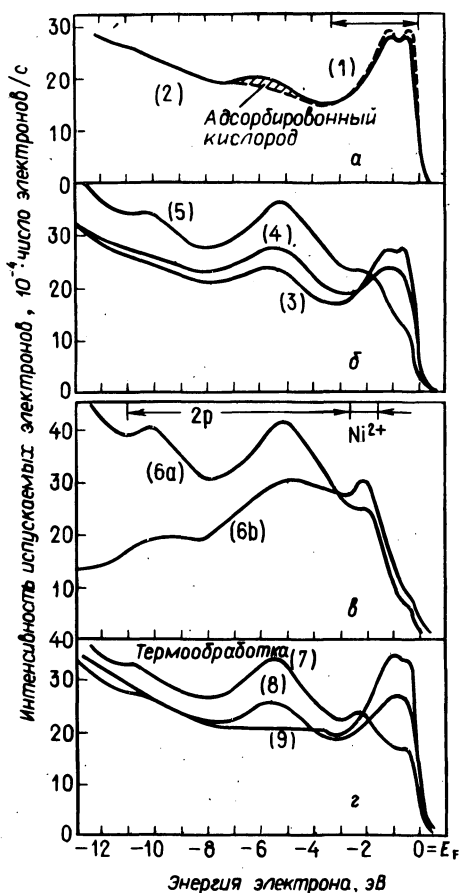 Интенсивность испускаемых электронов, 10⁻⁴·число электронов/с
30
20
10
0
(1)
(2)
Адсорбированный
кислород
а
30
20
10
0
(5)
(4)
(3)
б
40
30
20
10
2p
Ni²⁺
(6a)
(6b)
в
40
30
20
10
0
Термообработка (7)
(8)
(9)
г
-12 -10 -8 -6 -4 -2 0=E_F
Энергия электрона, эВ